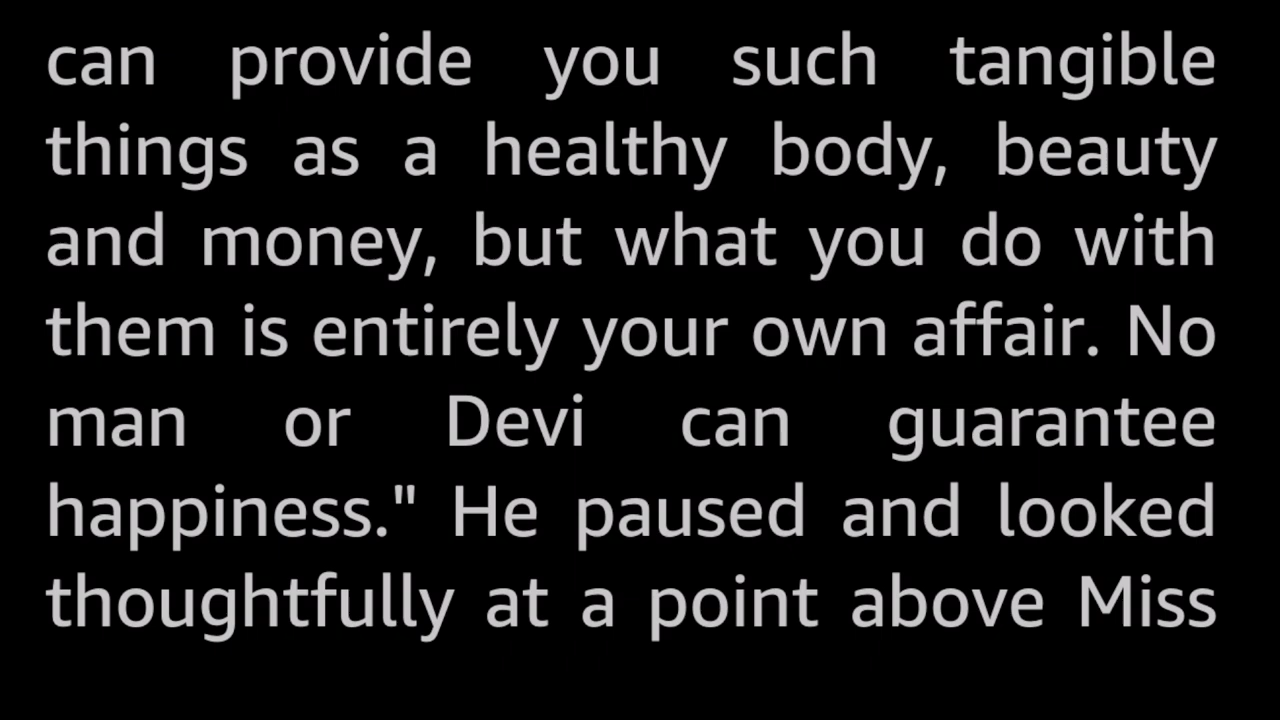 can provide you such tangible
things as a healthy body, beauty
and money, but what you do with
them is entirely your own affair. No
man or Devi can guarantee
happiness." He paused and looked
thoughtfully at a point above Miss